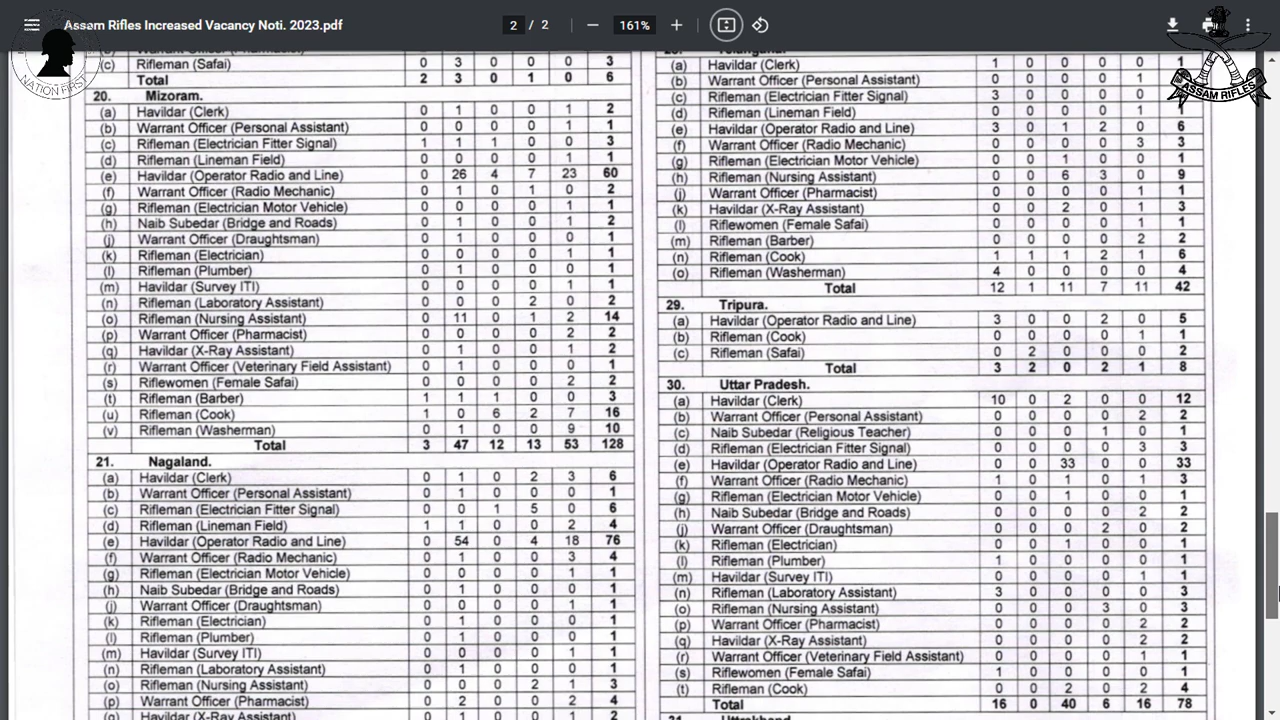 Assam Rifles Increased Vacancy Noti. 2023.pdf
2 / 2
161%
NATION FIRST
ASSAM RIFLES
(c) Rifleman (Safai) 0 3 0 0 0 3
Total 2 3 0 1 0 6
20. Mizoram.
(a) Havildar (Clerk) 0 1 0 0 1 2
(b) Warrant Officer (Personal Assistant) 0 0 0 0 1 1
(c) Rifleman (Electrician Fitter Signal) 1 1 1 0 0 3
(d) Rifleman (Lineman Field) 0 0 0 0 1 1
(e) Havildar (Operator Radio and Line) 0 26 4 7 23 60
(f) Warrant Officer (Radio Mechanic) 0 1 0 1 0 2
(g) Rifleman (Electrician Motor Vehicle) 0 0 0 0 1 1
(h) Naib Subedar (Bridge and Roads) 0 1 0 0 1 2
(j) Warrant Officer (Draughtsman) 0 1 0 0 0 1
(k) Rifleman (Electrician) 0 0 0 0 1 1
(l) Rifleman (Plumber) 0 1 0 0 0 1
(m) Havildar (Survey ITI) 0 0 0 0 1 1
(n) Rifleman (Laboratory Assistant) 0 0 0 2 0 2
(o) Rifleman (Nursing Assistant) 0 11 0 1 2 14
(p) Warrant Officer (Pharmacist) 0 0 0 0 2 2
(q) Havildar (X-Ray Assistant) 0 1 0 0 1 2
(r) Warrant Officer (Veterinary Field Assistant) 0 1 0 0 0 1
(s) Riflewomen (Female Safai) 0 0 0 0 2 2
(t) Rifleman (Barber) 1 1 1 0 0 3
(u) Rifleman (Cook) 1 0 6 2 7 16
(v) Rifleman (Washerman) 0 1 0 0 9 10
Total 3 47 12 13 53 128
21. Nagaland.
(a) Havildar (Clerk) 0 1 0 2 3 6
(b) Warrant Officer (Personal Assistant) 0 1 0 0 0 1
(c) Rifleman (Electrician Fitter Signal) 0 0 1 5 0 6
(d) Rifleman (Lineman Field) 1 1 0 0 2 4
(e) Havildar (Operator Radio and Line) 0 54 0 4 18 76
(f) Warrant Officer (Radio Mechanic) 0 1 0 0 3 4
(g) Rifleman (Electrician Motor Vehicle) 0 0 0 0 1 1
(h) Naib Subedar (Bridge and Roads) 0 1 0 0 0 1
(j) Warrant Officer (Draughtsman) 0 0 0 0 1 1
(k) Rifleman (Electrician) 0 1 0 0 0 1
(l) Rifleman (Plumber) 0 1 0 0 0 1
(m) Havildar (Survey ITI) 0 0 0 0 1 1
(n) Rifleman (Laboratory Assistant) 0 1 0 0 0 1
(o) Rifleman (Nursing Assistant) 0 0 0 2 1 3
(p) Warrant Officer (Pharmacist) 0 2 0 0 2 4
Havildar (X-Ray Assistant) 0 1 0 0 1 2
(a) Havildar (Clerk) 1 0 0 0 0 1
(b) Warrant Officer (Personal Assistant) 0 0 0 0 1 1
(c) Rifleman (Electrician Fitter Signal) 3 0 0 0
(d) Rifleman (Lineman Field) 0 0 0 0 1 1
(e) Havildar (Operator Radio and Line) 3 0 1 2 0 6
(f) Warrant Officer (Radio Mechanic) 0 0 0 0 3 3
(g) Rifleman (Electrician Motor Vehicle) 0 0 1 0 0 1
(h) Rifleman (Nursing Assistant) 0 0 6 3 0 9
(j) Warrant Officer (Pharmacist) 0 0 0 0 1 1
(k) Havildar (X-Ray Assistant) 0 0 2 0 1 3
(l) Riflewomen (Female Safai) 0 0 0 0 1 1
(m) Rifleman (Barber) 0 0 0 0 2 2
(n) Rifleman (Cook) 1 1 1 2 1 6
(o) Rifleman (Washerman) 4 0 0 0 0 4
Total 12 1 11 7 11 42
29. Tripura.
(a) Havildar (Operator Radio and Line) 3 0 0 2 0 5
(b) Rifleman (Cook) 0 0 0 0 1 1
(c) Rifleman (Safai) 0 2 0 0 0 2
Total 3 2 0 2 1 8
30. Uttar Pradesh.
(a) Havildar (Clerk) 10 0 2 0 0 12
(b) Warrant Officer (Personal Assistant) 0 0 0 0 2 2
(c) Naib Subedar (Religious Teacher) 0 0 0 1 0 1
(d) Rifleman (Electrician Fitter Signal) 0 0 0 0 3 3
(e) Havildar (Operator Radio and Line) 0 0 33 0 0 33
(f) Warrant Officer (Radio Mechanic) 1 0 1 0 1 3
(g) Rifleman (Electrician Motor Vehicle) 0 0 1 0 0 1
(h) Naib Subedar (Bridge and Roads) 0 0 0 0 2 2
(j) Warrant Officer (Draughtsman) 0 0 0 2 0 2
(k) Rifleman (Electrician) 0 0 1 0 0 1
(l) Rifleman (Plumber) 1 0 0 0 0 1
(m) Havildar (Survey ITI) 0 0 0 0 1 1
(n) Rifleman (Laboratory Assistant) 3 0 0 0 0 3
(o) Rifleman (Nursing Assistant) 0 0 0 3 0 3
(p) Warrant Officer (Pharmacist) 0 0 0 0 2 2
(q) Havildar (X-Ray Assistant) 0 0 0 0 2 2
(r) Warrant Officer (Veterinary Field Assistant) 0 0 0 0 1 1
(s) Riflewomen (Female Safai) 1 0 0 0 0 1
(t) Rifleman (Cook) 0 0 2 0 2 4
Total 16 0 40 6 16 78